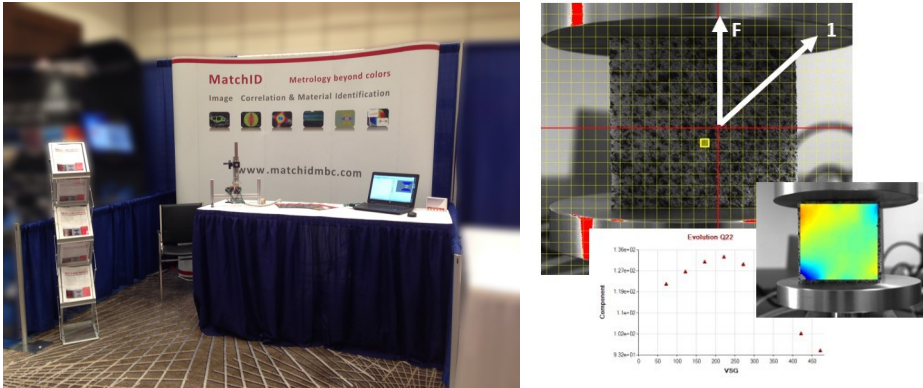 MatchID Metrology beyond colors
Image Correlation & Material Identification
www.matchidmbc.com
F
1
Evolution Q22
1.36e+02
1.27e+02
1.19e+02
1.1e+02
1.02e+02
9.32e+01
Component
0 50 100 150 200 250 300 350 400 450
VSG